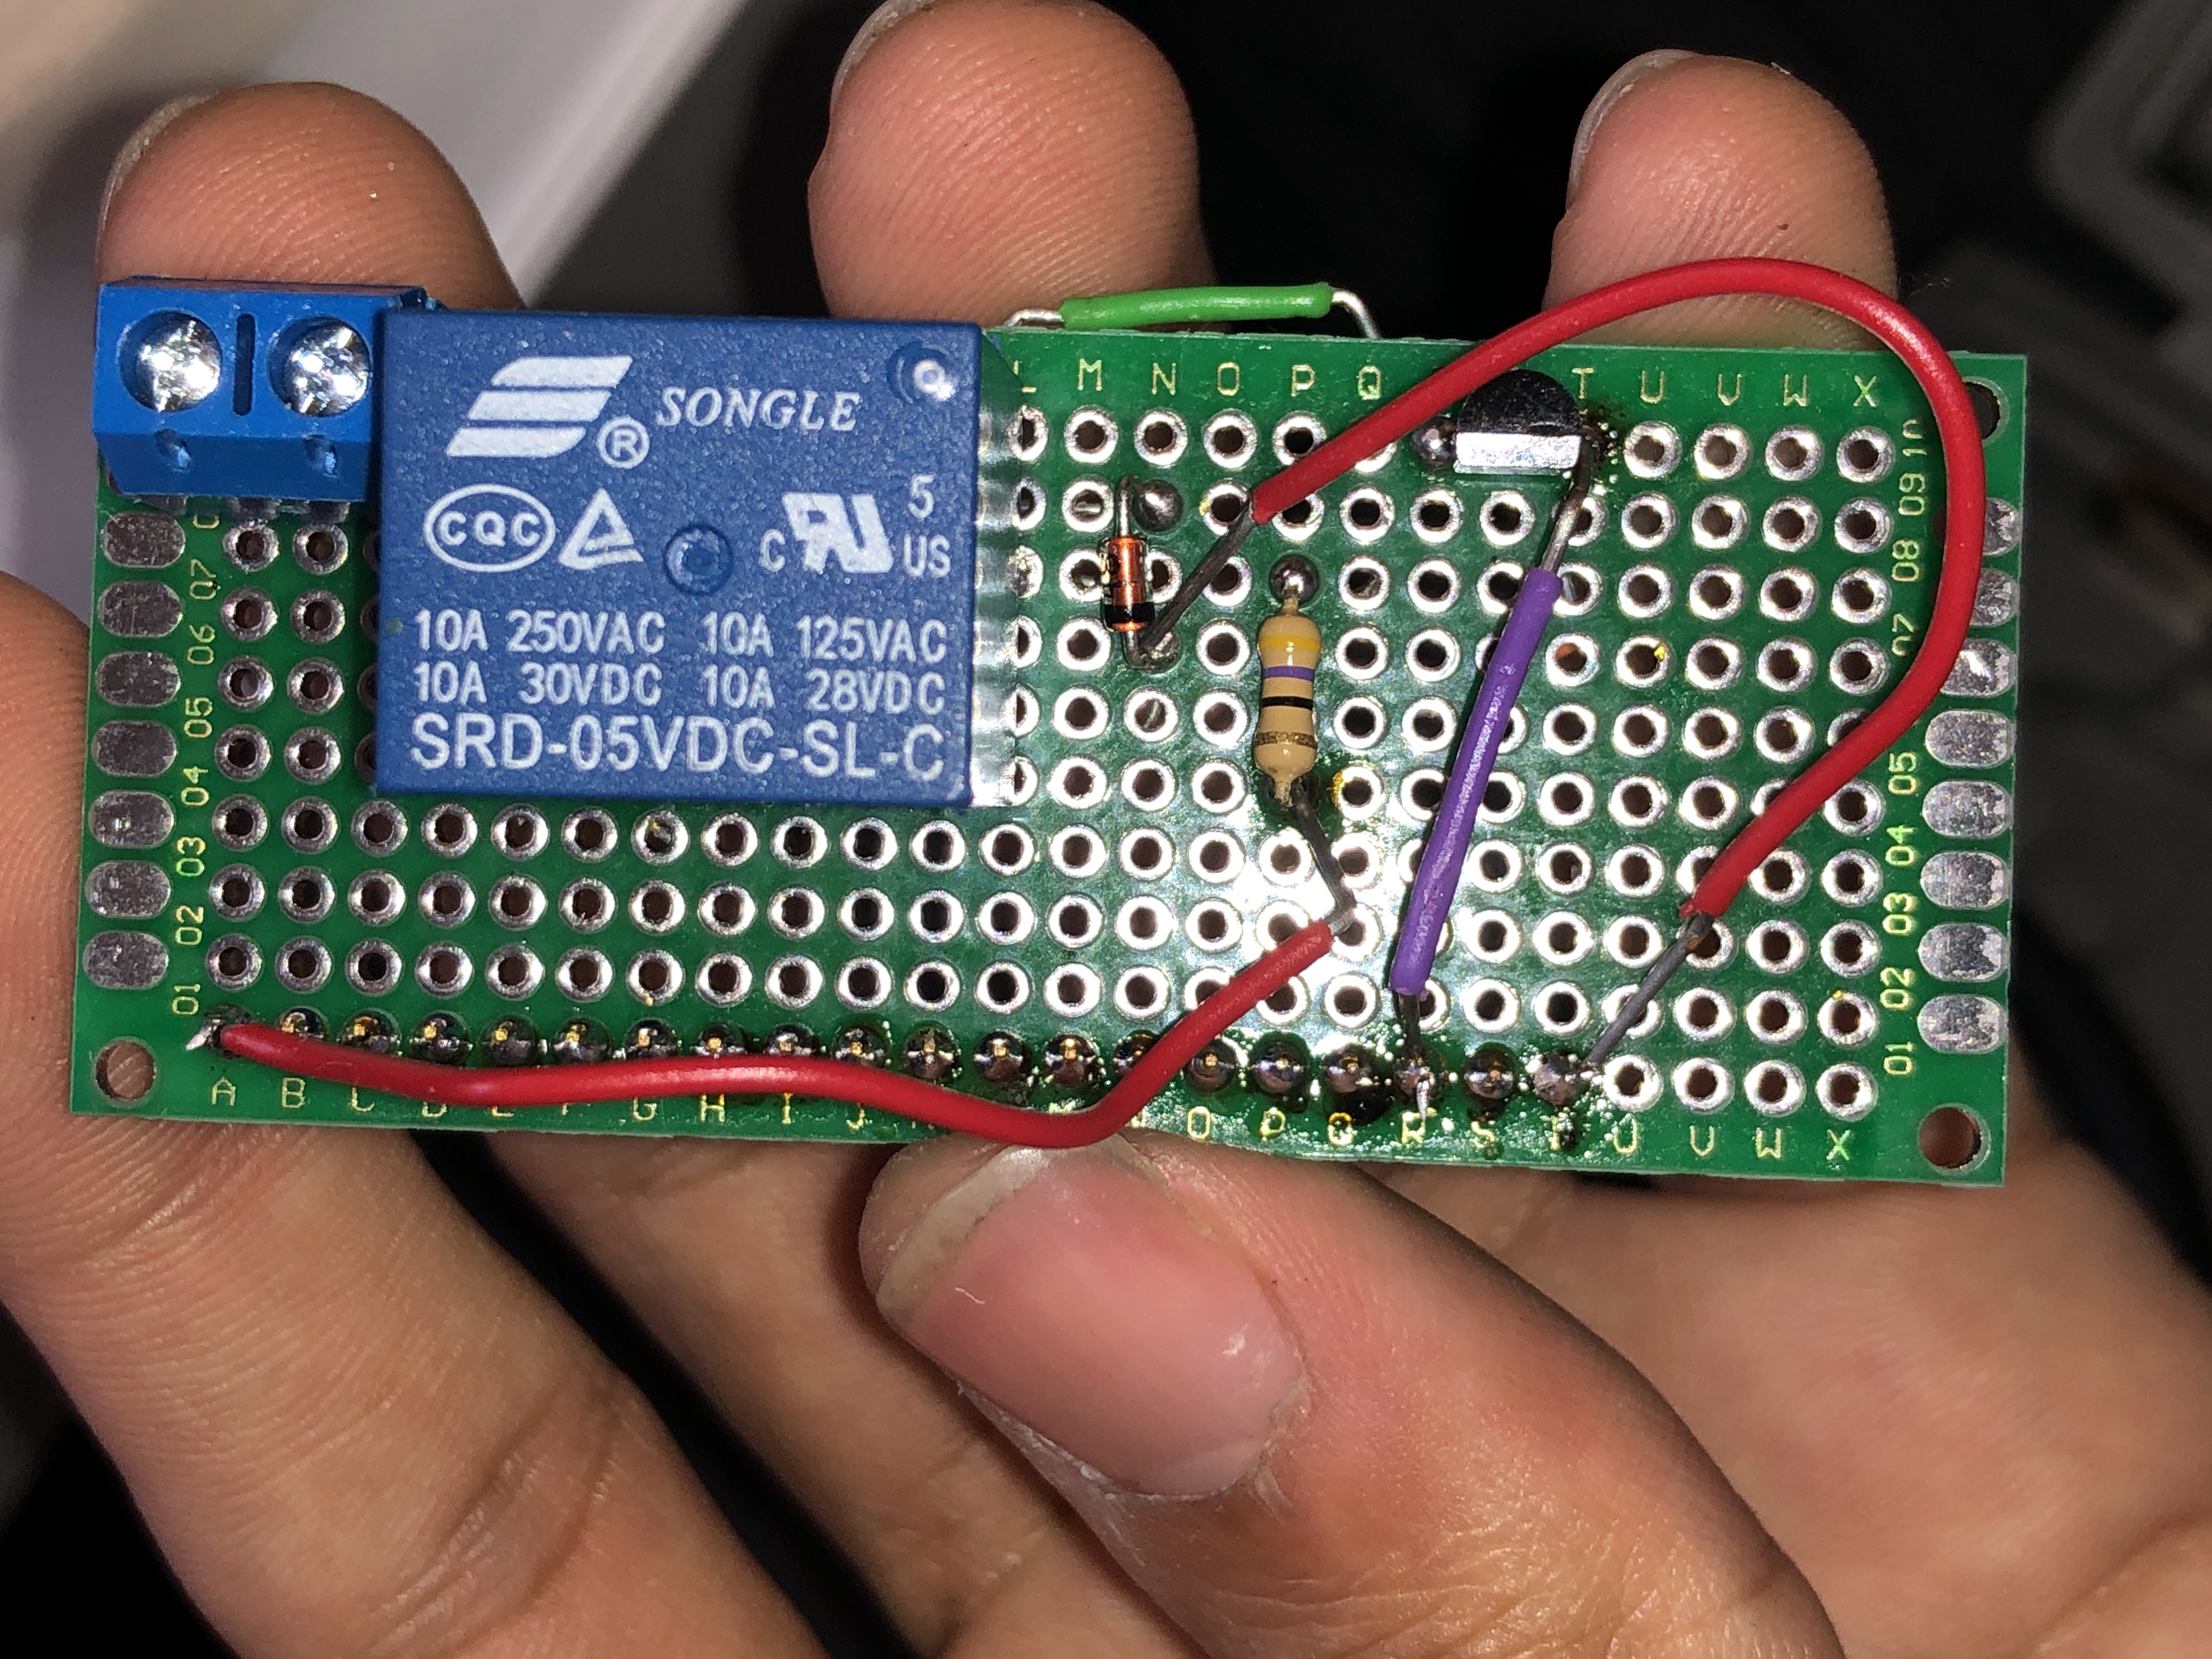 01 02 03 04 05 06 07
A
B
D
G
H
J
O
P
Q
R
S
U
W
X
SONGLE
®
CQC
C US
5
10A 250VAC 10A 125VAC
10A 30VDC 10A 28VDC
SRD-05VDC-SL-C
M
N
O
P
Q
T
U
W
X
01 02 03 04 05 07 08 09 10